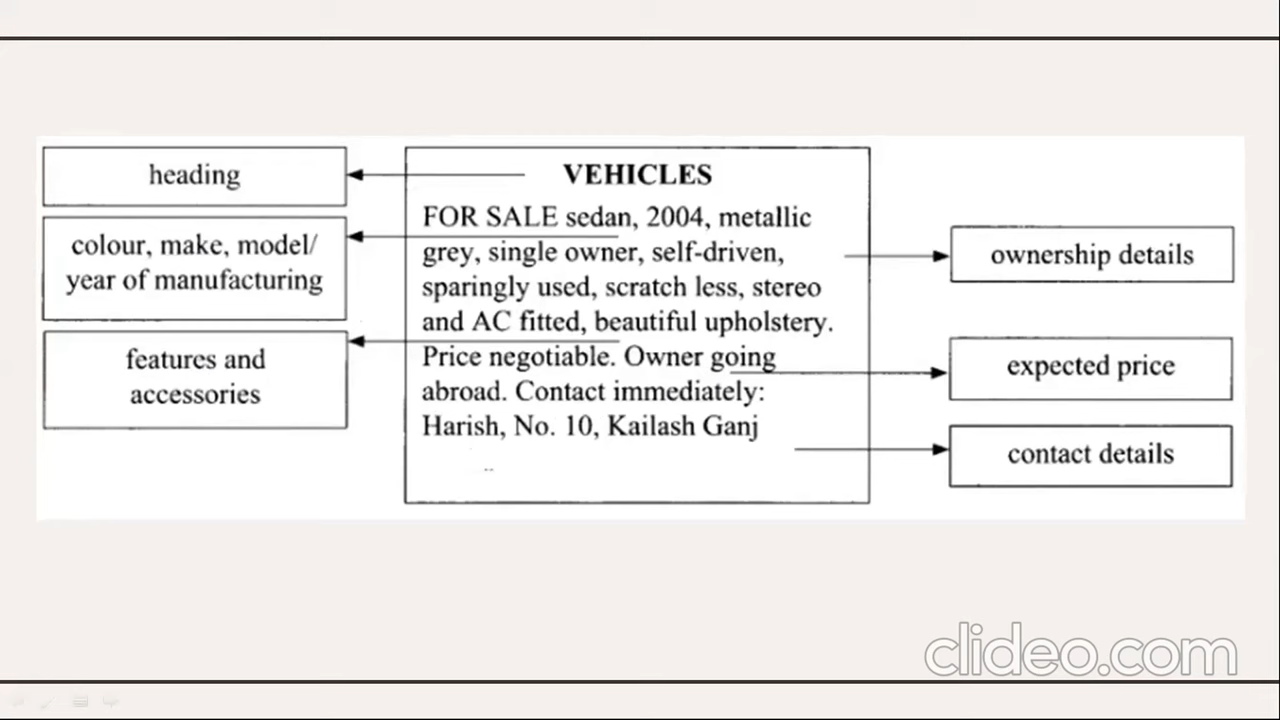 heading
colour, make, model/
year of manufacturing
features and
accessories
VEHICLES
FOR SALE sedan, 2004, metallic
grey, single owner, self-driven,
sparingly used, scratch less, stereo
and AC fitted, beautiful upholstery.
Price negotiable. Owner going
abroad. Contact immediately:
Harish, No. 10, Kailash Ganj
ownership details
expected price
contact details
clideo.com